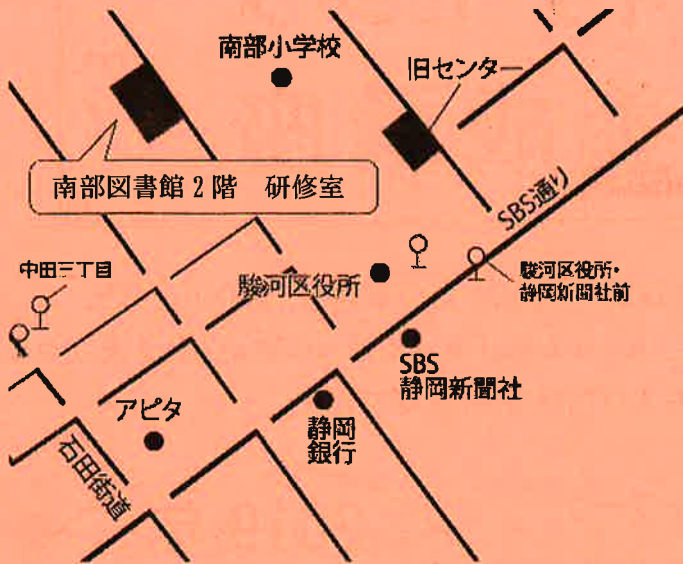 南部小学校
旧センター
南部図書館2階　研修室
SBS通り
中田三丁目
駿河区役所
駿河区役所・
静岡新聞社前
SBS
静岡新聞社
アピタ
静岡
銀行
石田街道